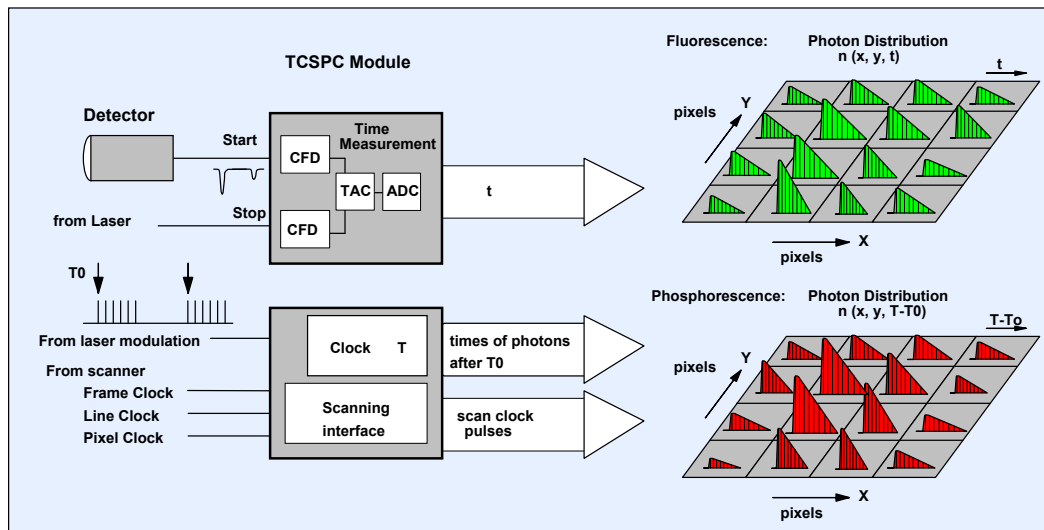 TCSPC Module
Detector
Start
Time
Measurement
CFD
TAC
ADC
t
Stop
from Laser
CFD
Fluorescence:
Photon Distribution
n (x, y, t)
t
Y
pixels
X
pixels
T0
From laser modulation
From scanner
Frame Clock
Line Clock
Pixel Clock
Clock T
Scanning
interface
times of photons
after T0
scan clock
pulses
Phosphorescence:
Photon Distribution
n (x, y, T-T0)
T-To
Y
pixels
X
pixels